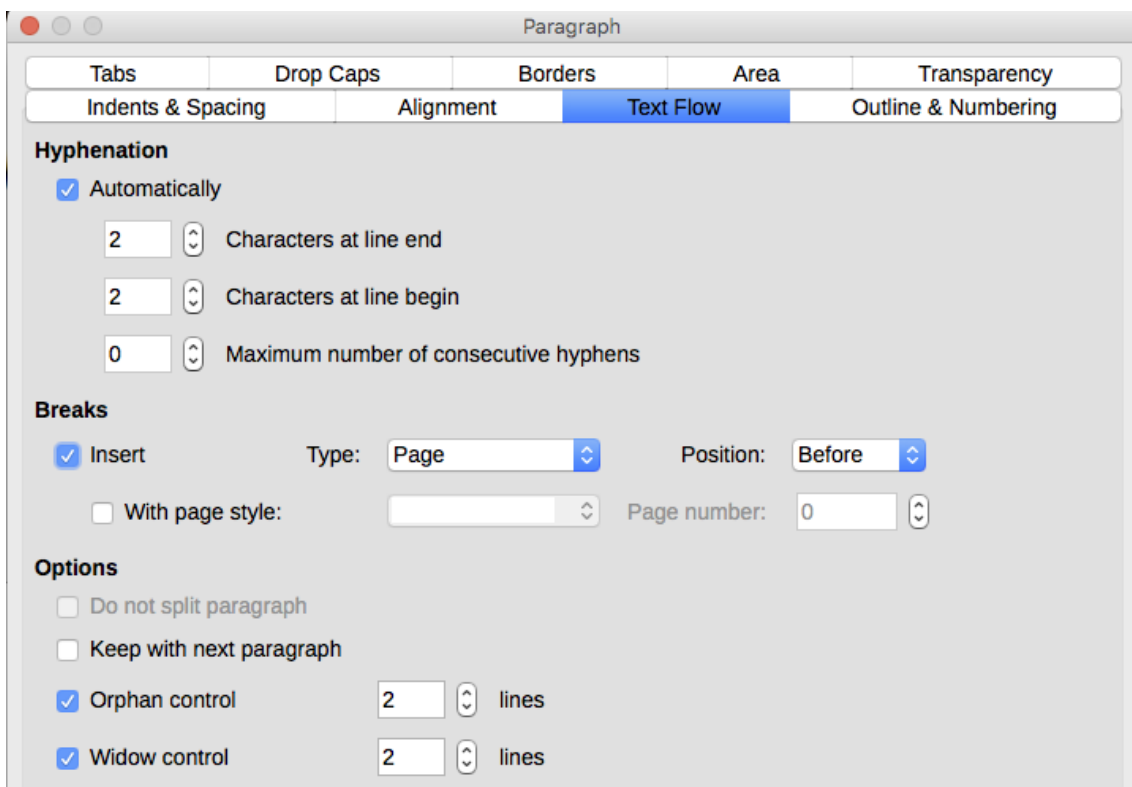 Paragraph
Tabs Drop Caps Borders Area Transparency
Indents & Spacing Alignment Text Flow Outline & Numbering
Hyphenation
Automatically
2 Characters at line end
2 Characters at line begin
0 Maximum number of consecutive hyphens
Breaks
Insert Type: Page Position: Before
With page style: Page number: 0
Options
Do not split paragraph
Keep with next paragraph
Orphan control 2 lines
Widow control 2 lines